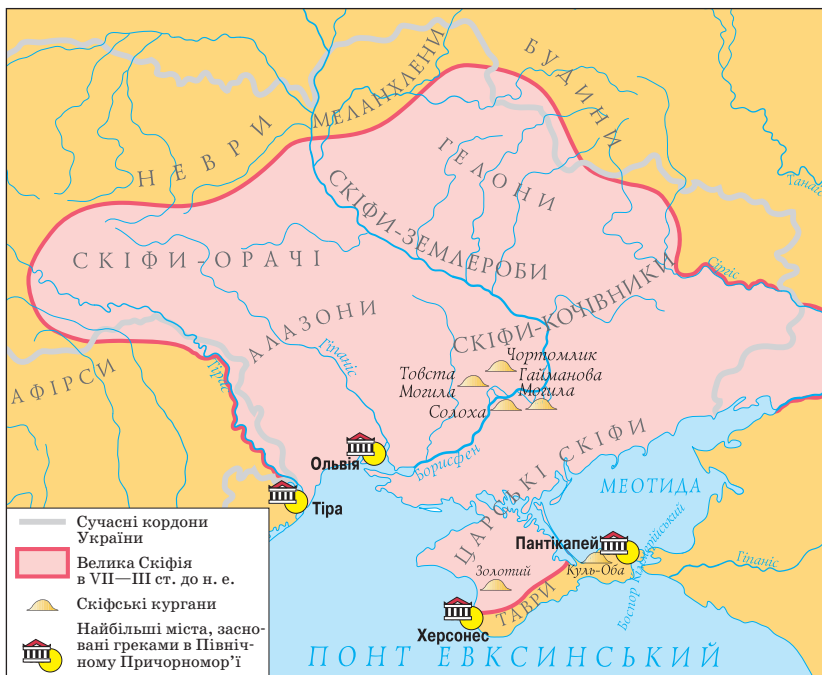 БУДИНИ
МЕЛАНХЛЕНИ
НЕВРИ
ГЕЛОНИ
Танаїс
СКІФИ-ЗЕМЛЕРОБИ
СКІФИ-ОРАЧІ
Сіргіс
СКІФИ-КОЧІВНИКИ
АЛАЗОНИ
Гіпаніс
Тірас
АФІРСИ
Чортомлик
Товста
Могила
Гайманова
Могила
Солоха
ЦАРСЬКІ СКІФИ
Ольвія
Борисфен
Тіра
МЕОТИДА
Пантікапей
Боспор Кіммерійський
Гіпаніс
Куль-Оба
Золотий
ТАВРИ
Херсонес
ПОНТ ЕВКСИНСЬКИЙ
Сучасні кордони
України
Велика Скіфія
в VII—III ст. до н. е.
Скіфські кургани
Найбільші міста, засно-
вані греками в Північ-
ному Причорномор’ї